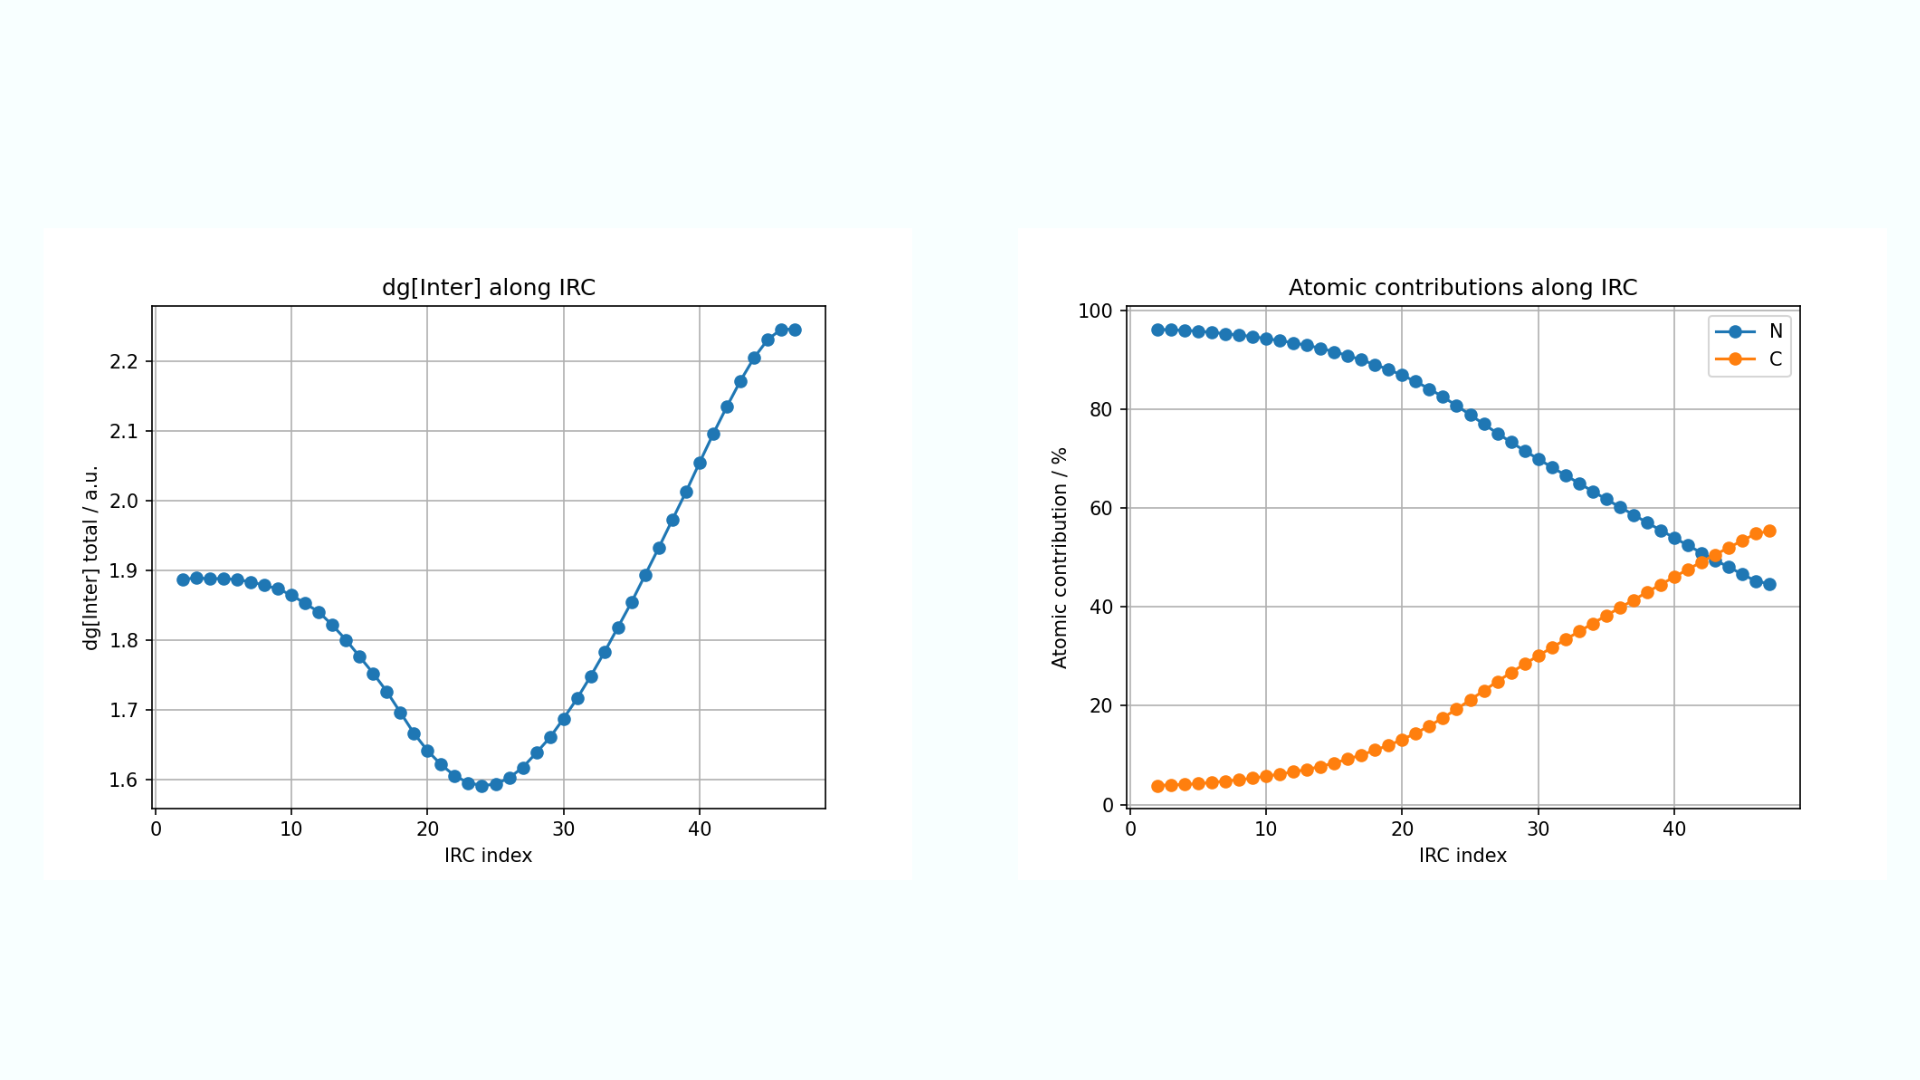 dg[Inter] along IRC
dg[Inter] total / a.u.
2.2
2.1
2.0
1.9
1.8
1.7
1.6
0 10 20 30 40
IRC index
Atomic contributions along IRC
Atomic contribution / %
100
80
60
40
20
0
N
C
0 10 20 30 40
IRC index